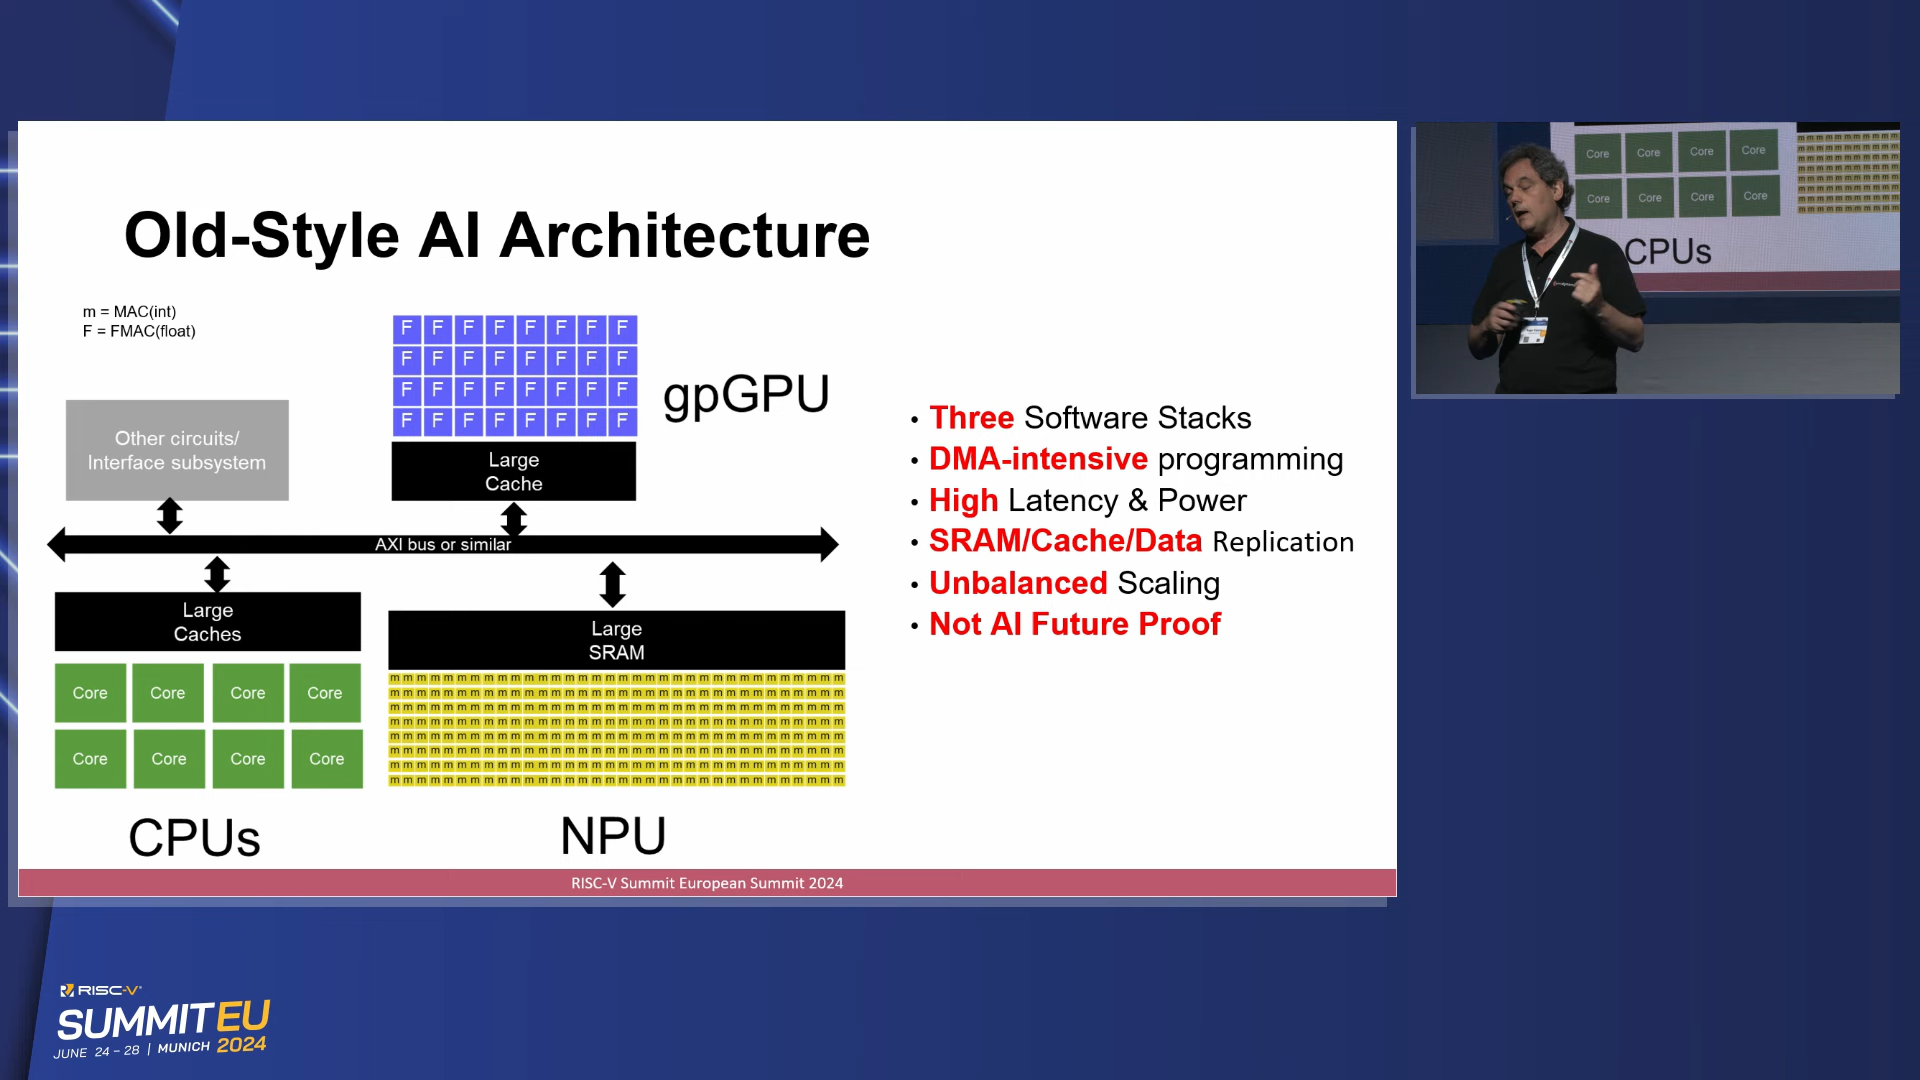 Old-Style AI Architecture
m = MAC(int)
F = FMAC(float)
F F F F F F F F
F F F F F F F F
F F F F F F F F
F F F F F F F F
gpGPU
Other circuits/
Interface subsystem
Large
Cache
AXI bus or similar
Large
Caches
Large
SRAM
Core Core Core Core
Core Core Core Core
m m m m m m m m m m m m m m m m m m m m m m m m m m m m m m m m m m
m m m m m m m m m m m m m m m m m m m m m m m m m m m m m m m m m m
m m m m m m m m m m m m m m m m m m m m m m m m m m m m m m m m m m
m m m m m m m m m m m m m m m m m m m m m m m m m m m m m m m m m m
m m m m m m m m m m m m m m m m m m m m m m m m m m m m m m m m m m
m m m m m m m m m m m m m m m m m m m m m m m m m m m m m m m m m m
m m m m m m m m m m m m m m m m m m m m m m m m m m m m m m m m m m
m m m m m m m m m m m m m m m m m m m m m m m m m m m m m m m m m m
CPUs
NPU
• Three Software Stacks
• DMA-intensive programming
• High Latency & Power
• SRAM/Cache/Data Replication
• Unbalanced Scaling
• Not AI Future Proof
RISC-V Summit European Summit 2024
Core Core Core Core
Core Core Core Core
CPUs
RISC-V
SUMMIT EU
JUNE 24 - 28 | MUNICH 2024